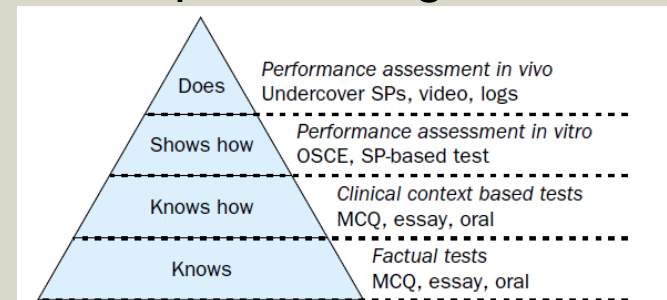 Does
Performance assessment in vivo
Undercover SPs, video, logs
Shows how
Performance assessment in vitro
OSCE, SP-based test
Knows how
Clinical context based tests
MCQ, essay, oral
Knows
Factual tests
MCQ, essay, oral